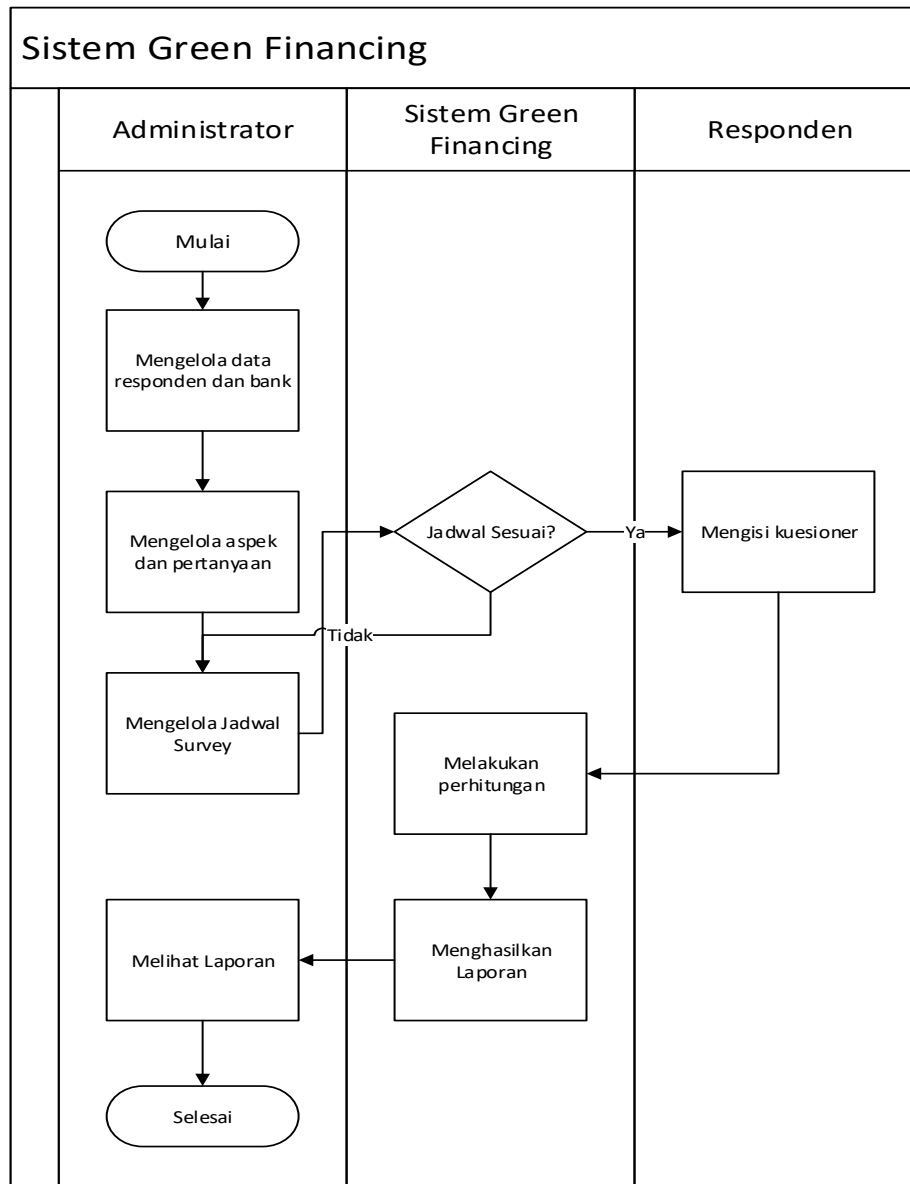 Sistem Green Financing
Administrator
Sistem Green
Financing
Responden
Mulai
Mengelola data
responden dan bank
Mengelola aspek
dan pertanyaan
Jadwal Sesuai?
Ya
Mengisi kuesioner
Tidak
Mengelola Jadwal
Survey
Melakukan
perhitungan
Melihat Laporan
Menghasilkan
Laporan
Selesai